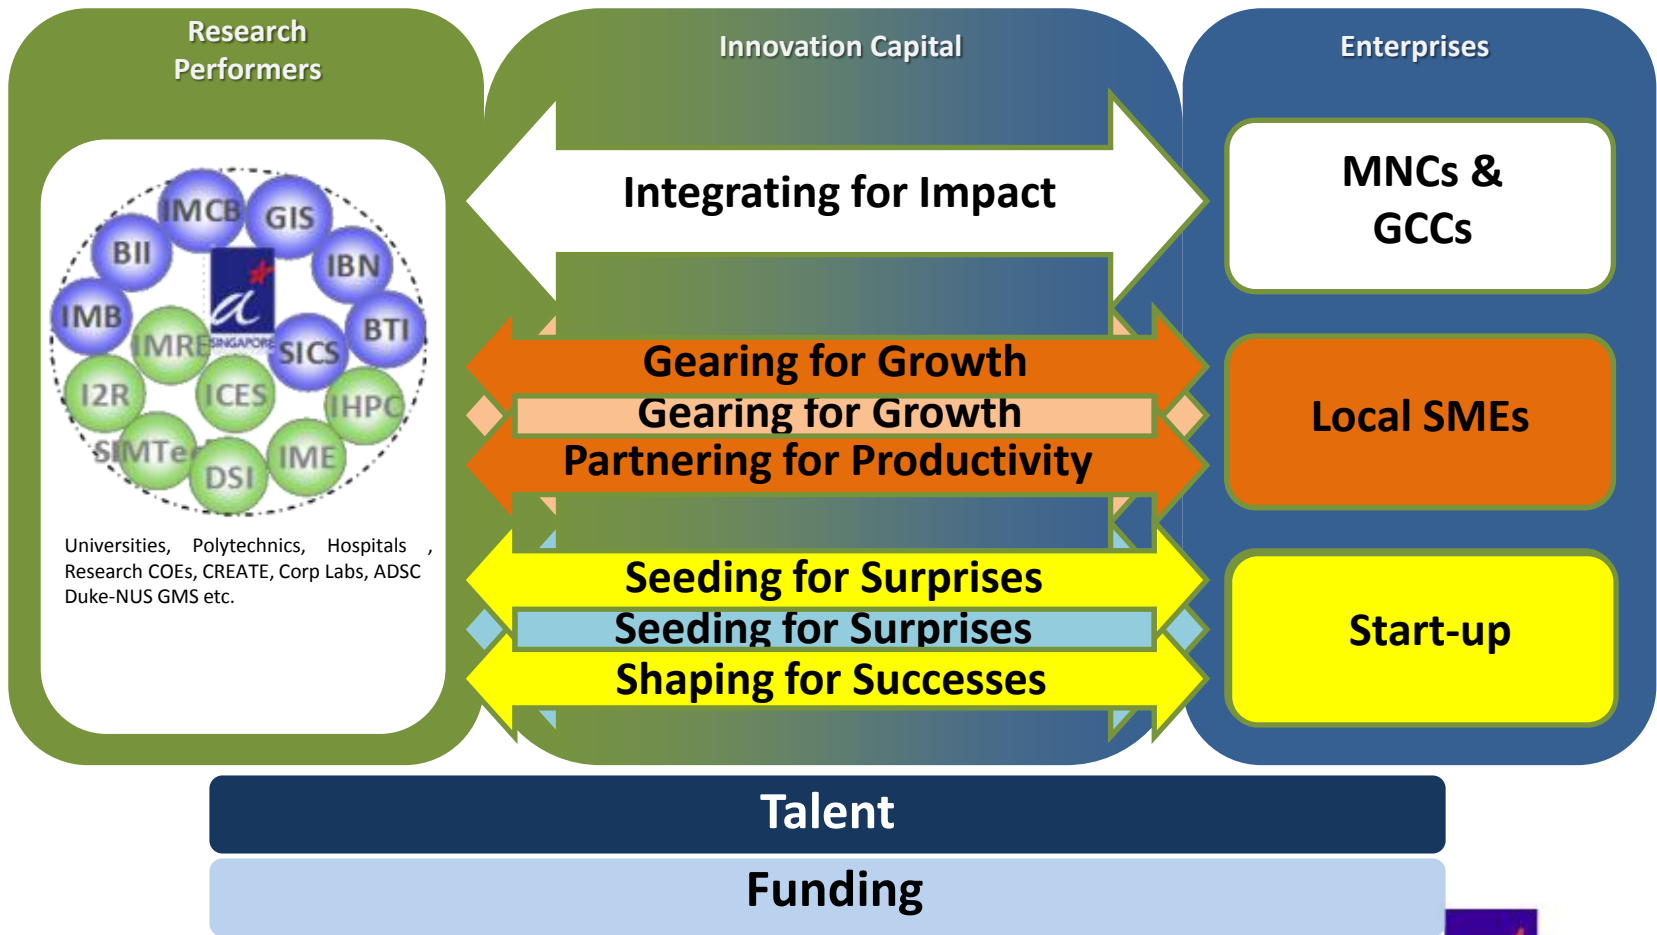 Research
Performers
Innovation Capital
Enterprises
IMCB
GIS
BII
IBN
IMB
BTI
IMRE
SINGAPORE
SICS
I2R
ICES
IHPC
SIMTe
DSI
IME
Universities, Polytechnics, Hospitals ,
Research COEs, CREATE, Corp Labs, ADSC
Duke-NUS GMS etc.
Integrating for Impact
MNCs &
GCCs
Gearing for Growth
Gearing for Growth
Partnering for Productivity
Local SMEs
Seeding for Surprises
Seeding for Surprises
Shaping for Successes
Start-up
Talent
Funding